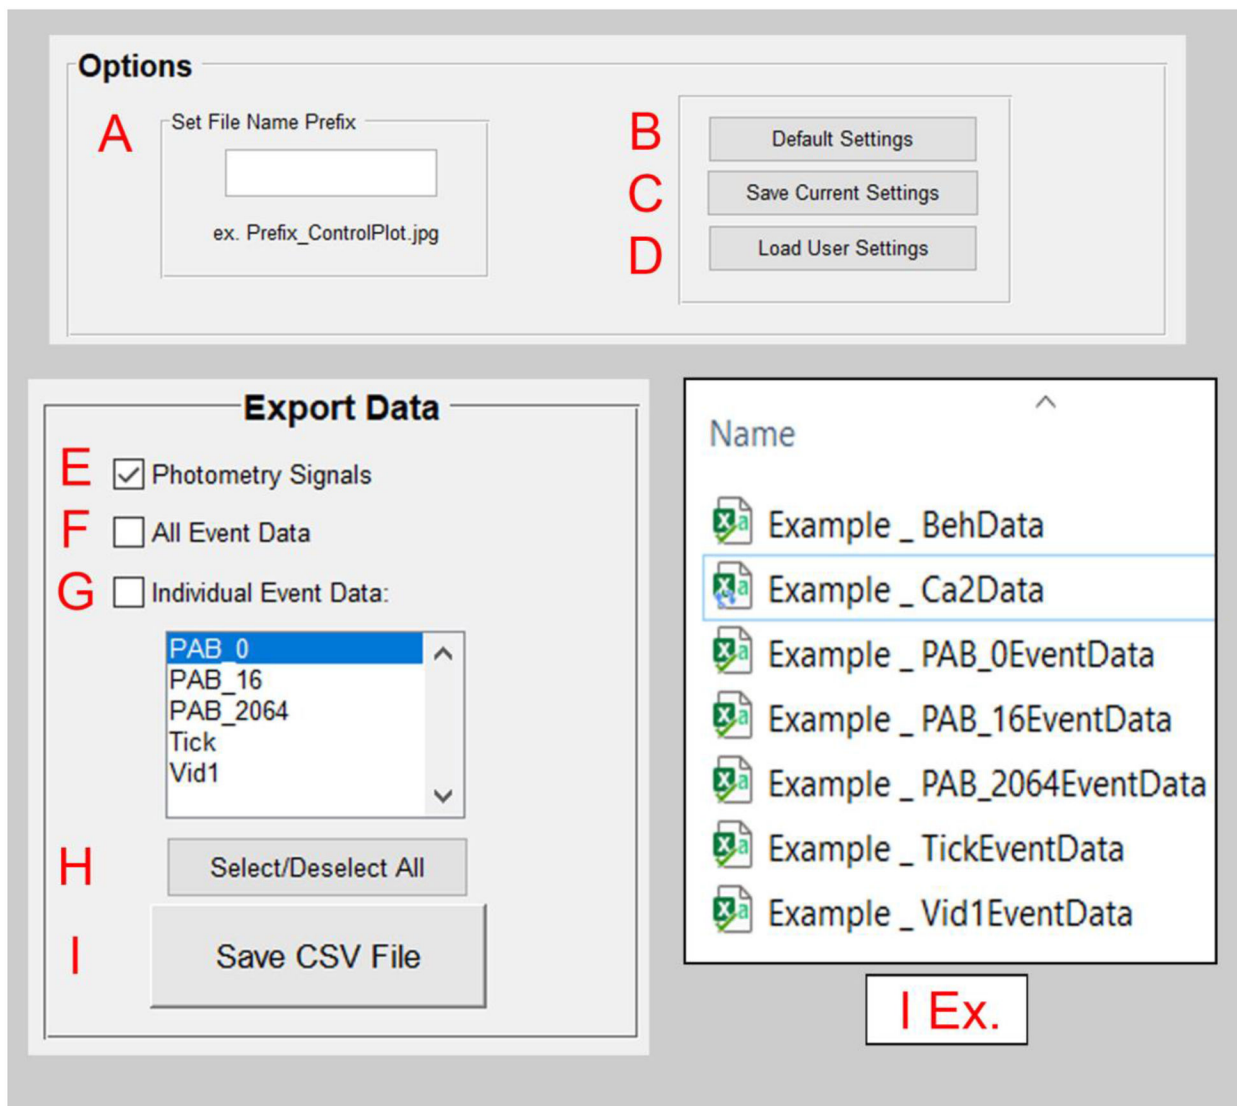 Options
A
Set File Name Prefix
ex. Prefix_ControlPlot.jpg
B
Default Settings
C
Save Current Settings
D
Load User Settings
Export Data
E
Photometry Signals
F
All Event Data
G
Individual Event Data:
PAB_0
PAB_16
PAB_2064
Tick
Vid1
H
Select/Deselect All
I
Save CSV File
Name
Example _ BehData
Example _ Ca2Data
Example _ PAB_0EventData
Example _ PAB_16EventData
Example _ PAB_2064EventData
Example _ TickEventData
Example _ Vid1EventData
I Ex.